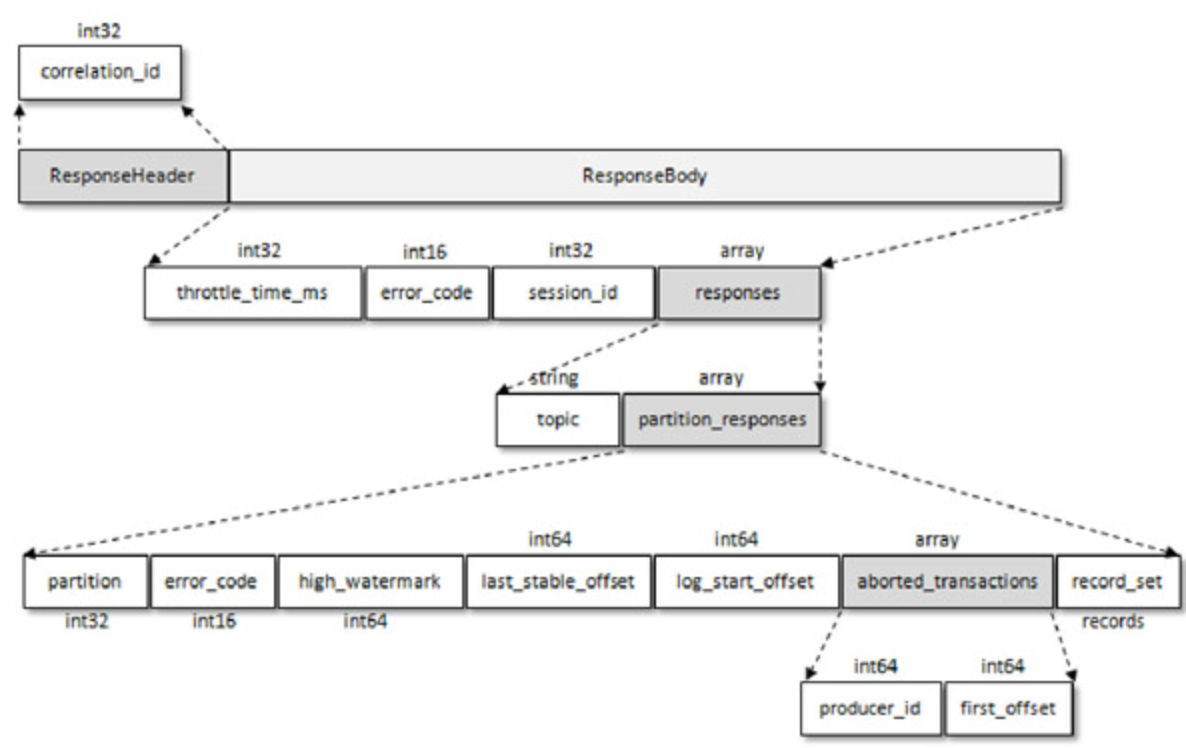 int32
correlation_id
ResponseHeader ResponseBody
int32 int16 int32 array
throttle_time_ms error_code session_id responses
string array
topic partition_responses
int64 int64 array
partition error_code high_watermark last_stable_offset log_start_offset aborted_transactions record_set
int32 int16 int64 records
int64 int64
producer_id first_offset